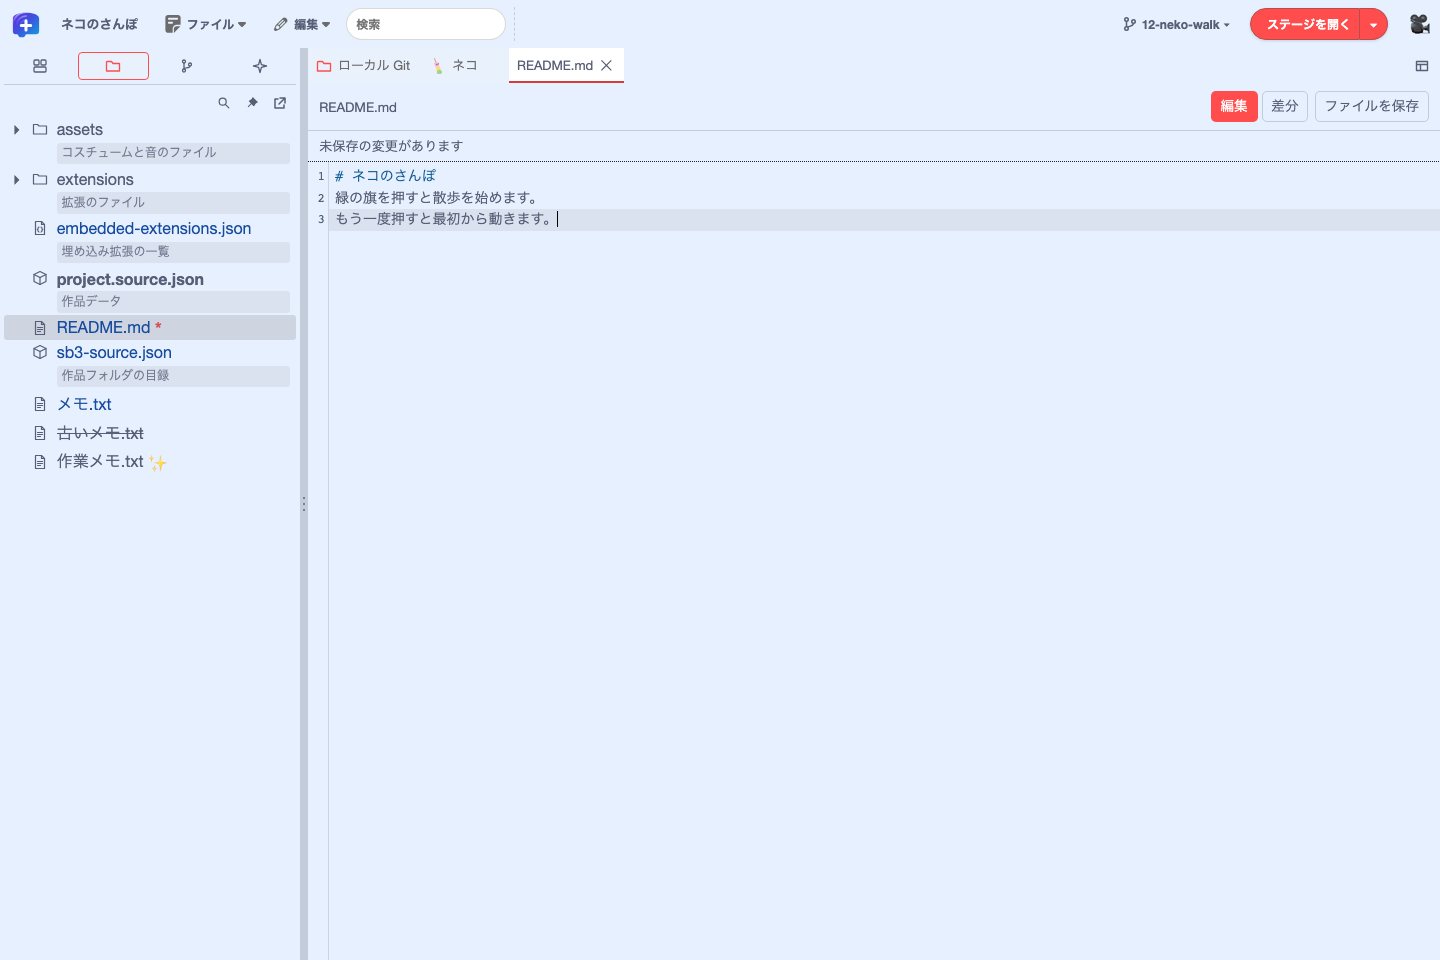 ネコのさんぽ
ファイル
編集
検索
12-neko-walk
ステージを開く
ローカル Git
ネコ
README.md
README.md
編集
差分
ファイルを保存
未保存の変更があります
1 # ネコのさんぽ
2 緑の旗を押すと散歩を始めます。
3 もう一度押すと最初から動きます。
assets
コスチュームと音のファイル
extensions
拡張のファイル
embedded-extensions.json
埋め込み拡張の一覧
project.source.json
作品データ
README.md *
sb3-source.json
作品フォルダの目録
メモ.txt
古いメモ.txt
作業メモ.txt ✨